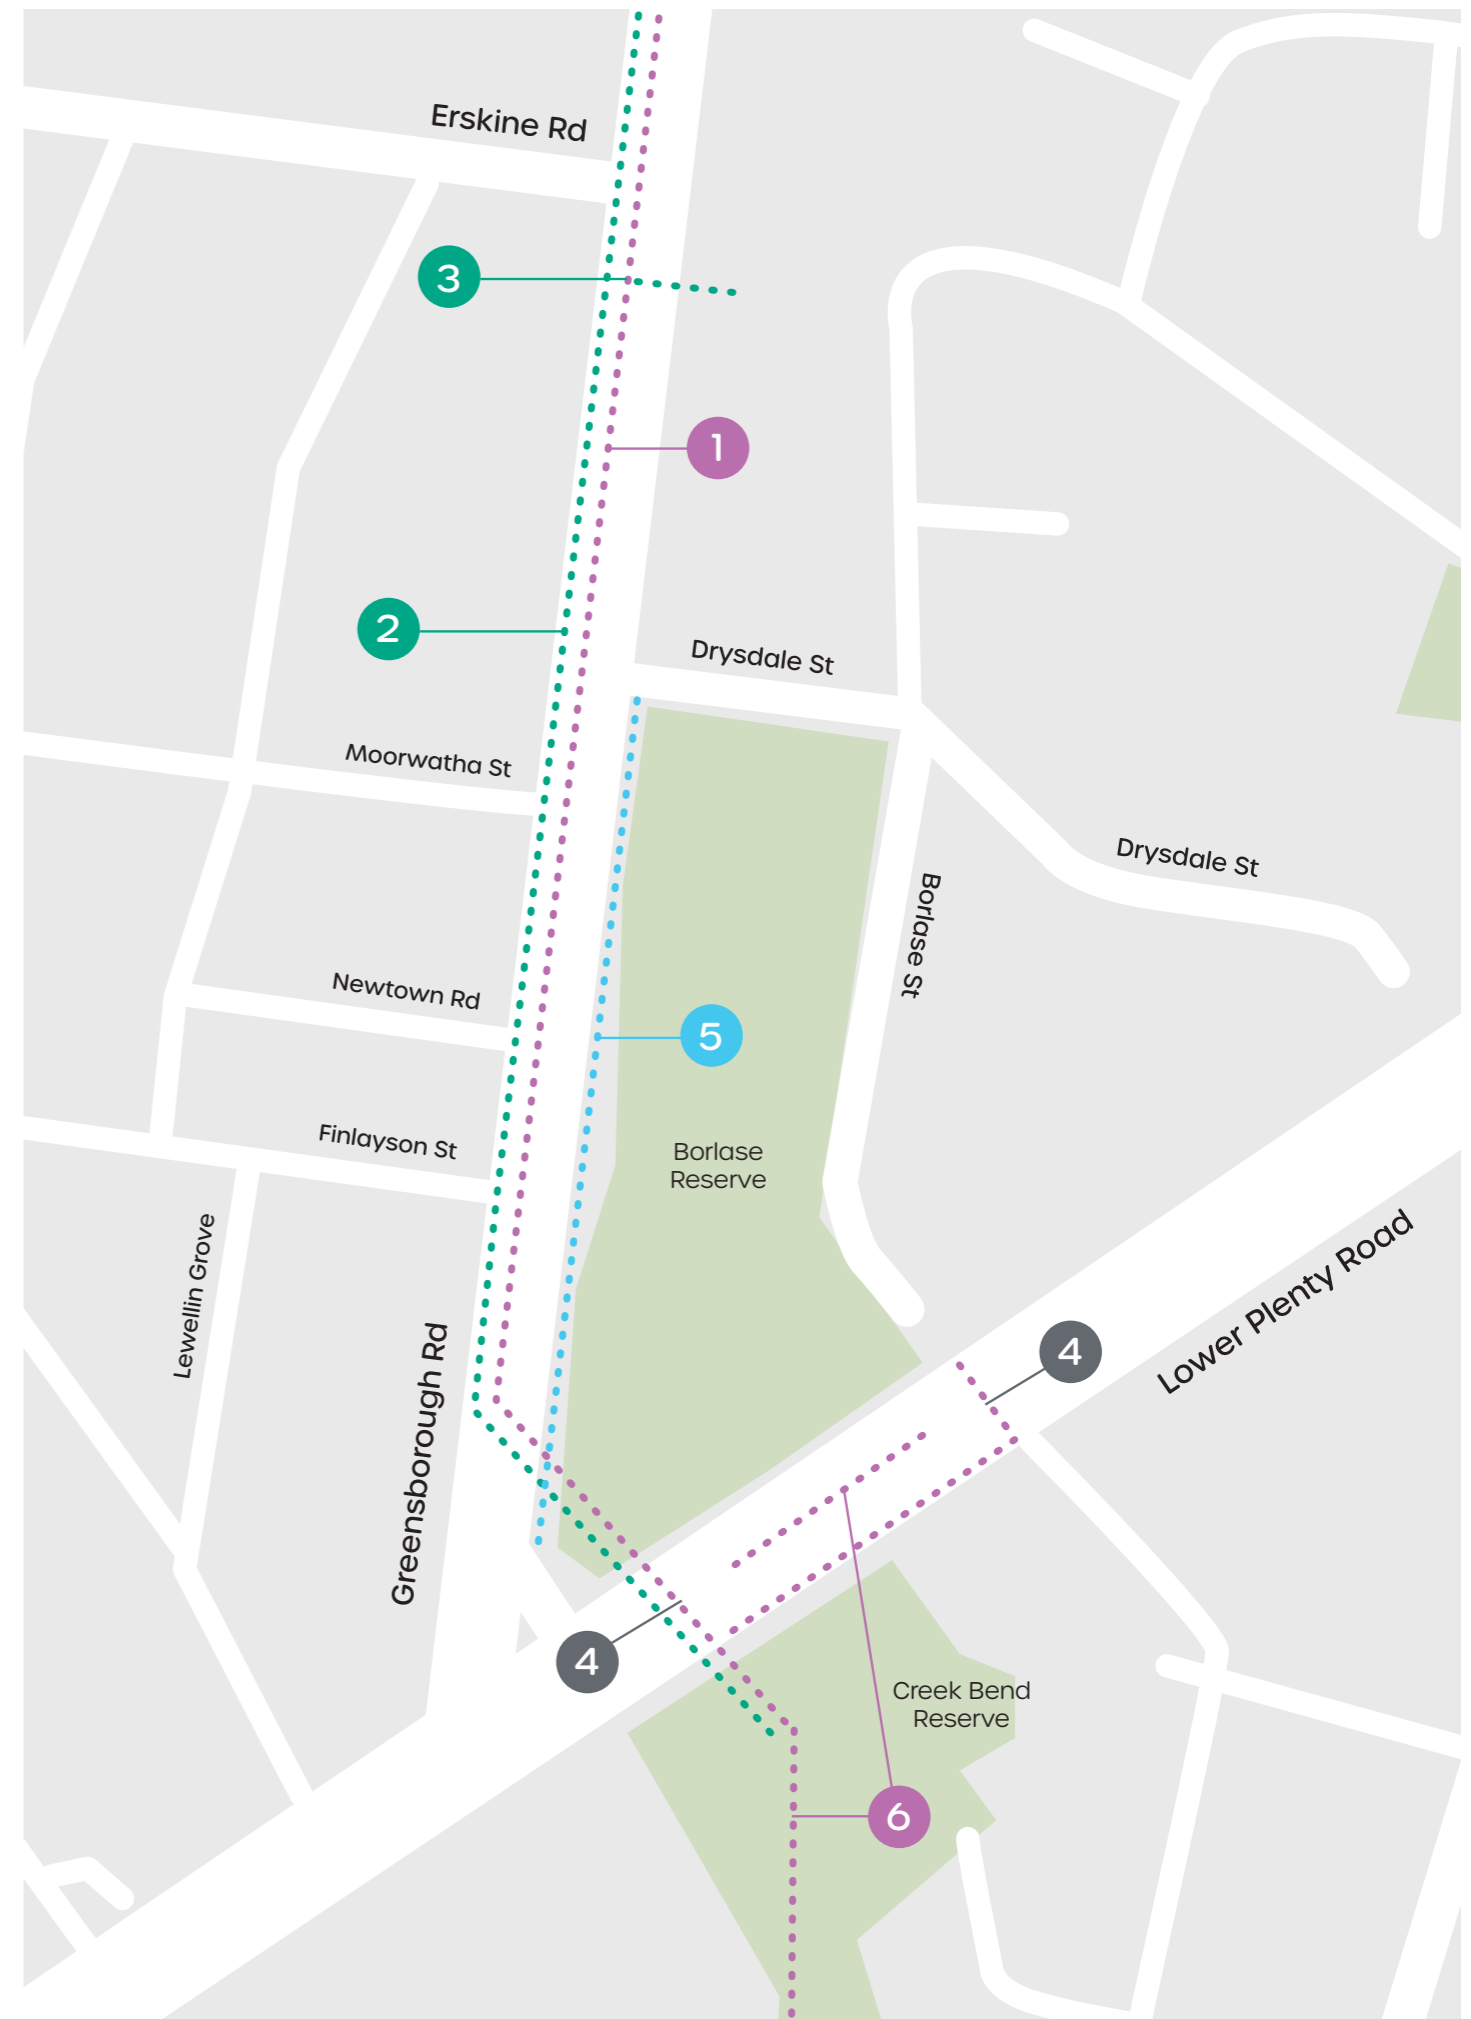 Erskine Rd
3
1
2
Drysdale St
Moorwatha St
Drysdale St
Borlase St
Newtown Rd
5
Finlayson St
Borlase
Reserve
Lewellin Grove
Lower Plenty Road
Greensborough Rd
4
4
Creek Bend
Reserve
6